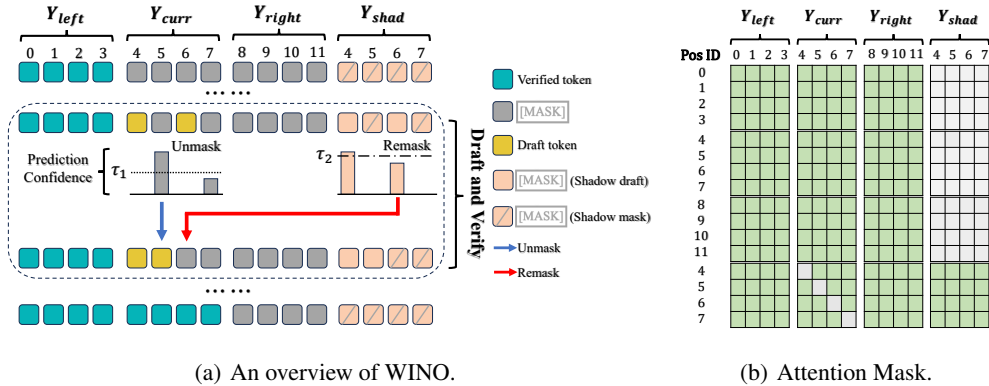 Y_left Y_curr Y_right Y_shad
0 1 2 3 4 5 6 7 8 9 10 11 4 5 6 7
... ...
Prediction Confidence
τ1
Unmask
τ2
Remask
Draft and Verify
... ...
Verified token
[MASK]
Draft token
[MASK] (Shadow draft)
[MASK] (Shadow mask)
Unmask
Remask
(a) An overview of WINO.
Y_left Y_curr Y_right Y_shad
Pos ID 0 1 2 3 4 5 6 7 8 9 10 11 4 5 6 7
0
1
2
3
4
5
6
7
8
9
10
11
4
5
6
7
(b) Attention Mask.